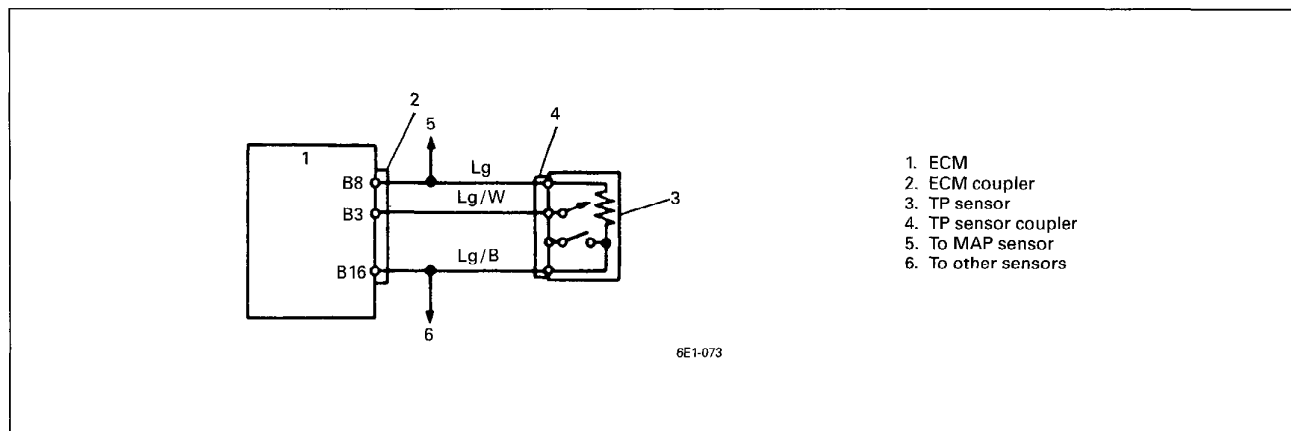 2
4
5
1
Lg
B8
Lg/W
B3
3
Lg/B
B16
6
6E1-073
1. ECM
2. ECM coupler
3. TP sensor
4. TP sensor coupler
5. To MAP sensor
6. To other sensors